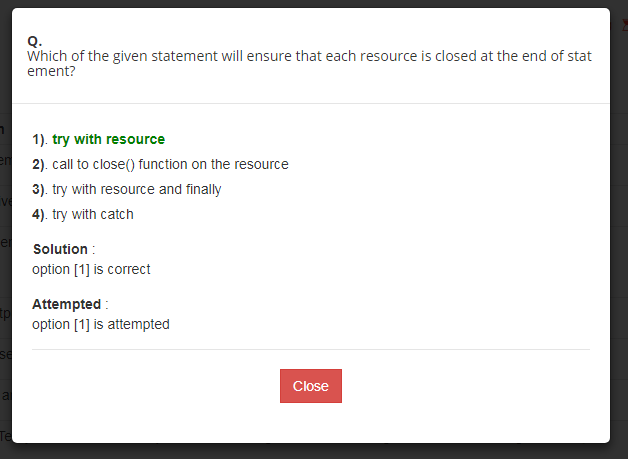 Q.
Which of the given statement will ensure that each resource is closed at the end of stat
ement?
1). try with resource
2). call to close() function on the resource
3). try with resource and finally
4). try with catch
Solution :
option [1] is correct
Attempted :
option [1] is attempted
Close